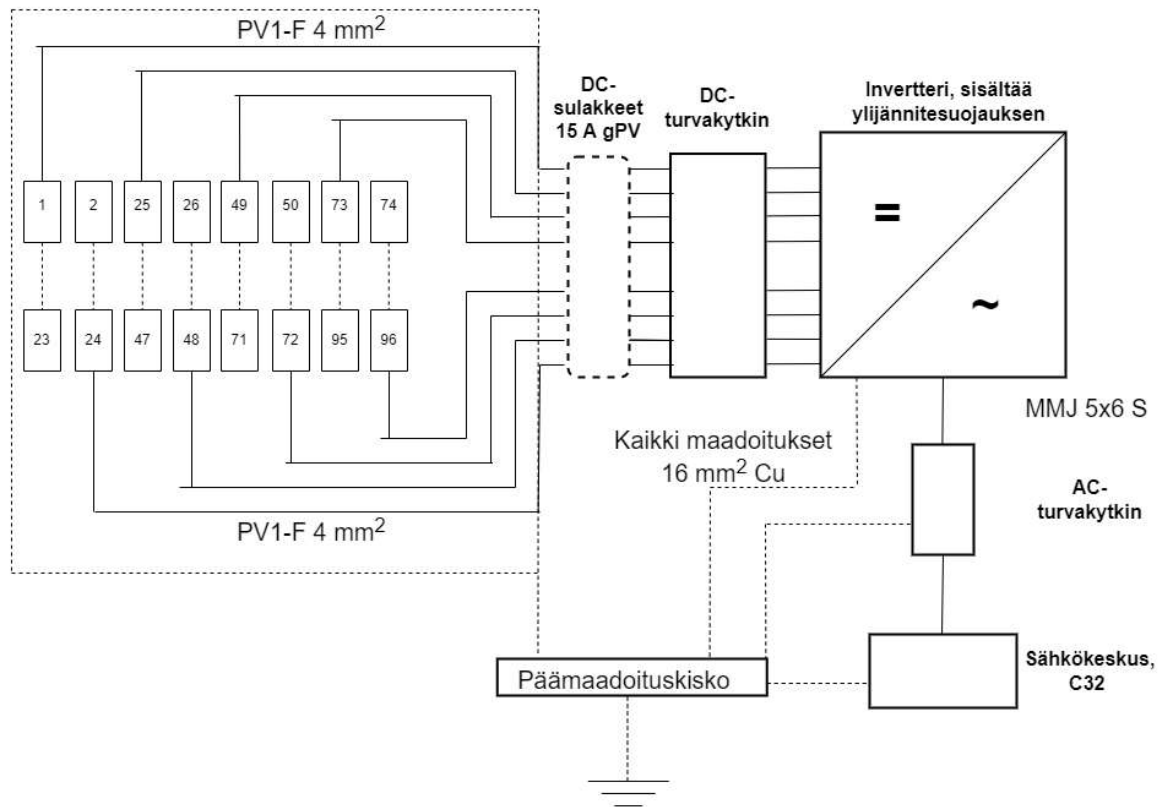 PV1-F 4 mm²
DC-
sulakkeet
15 A gPV
DC-
turvakytkin
Invertteri, sisältää
ylijännitesuojauksen
1 2 25 26 49 50 73 74
=
~
23 24 47 48 71 72 95 96
MMJ 5x6 S
Kaikki maadoitukset
16 mm² Cu
AC-
turvakytkin
PV1-F 4 mm²
Päämaadoituskisko
Sähkökeskus,
C32